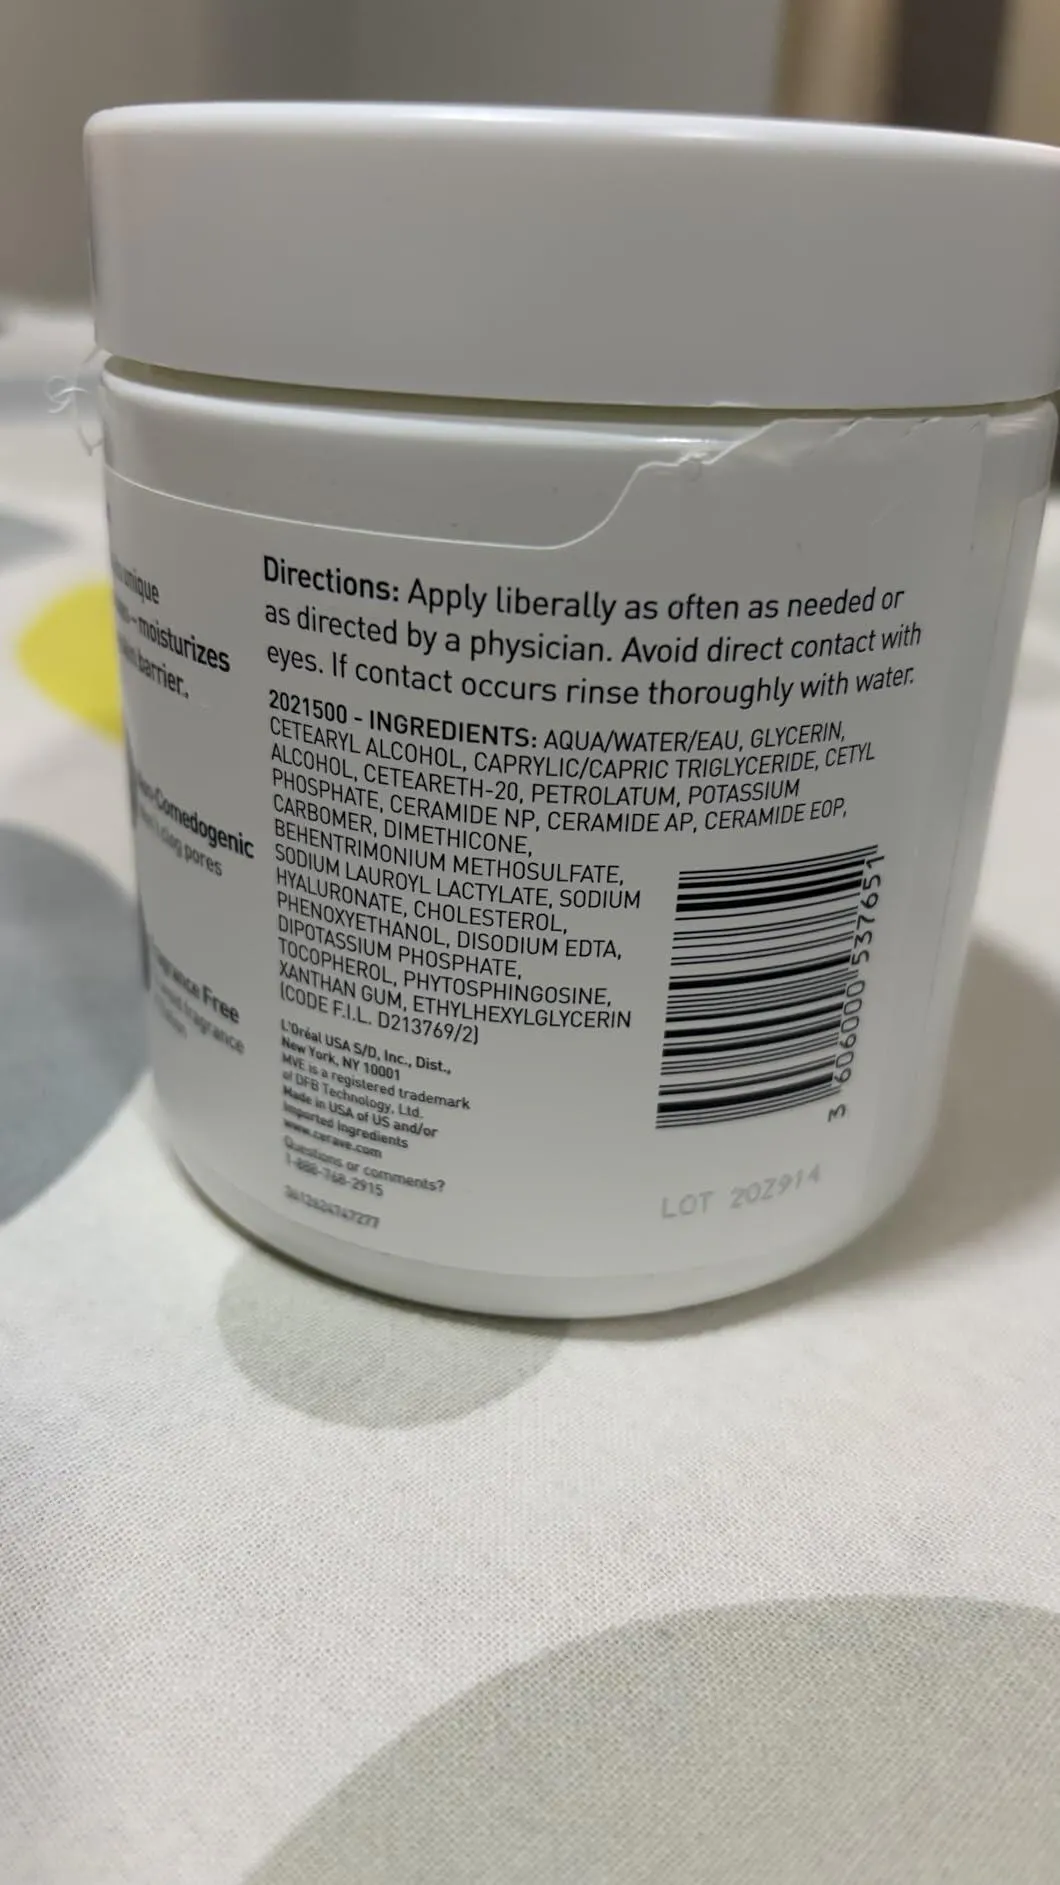 unique
moisturizes
barrier.
Comedogenic
clog pores
Free
fragrance
Directions: Apply liberally as often as needed or
as directed by a physician. Avoid direct contact with
eyes. If contact occurs rinse thoroughly with water.
2021500 - INGREDIENTS: AQUA/WATER/EAU, GLYCERIN,
CETEARYL ALCOHOL, CAPRYLIC/CAPRIC TRIGLYCERIDE, CETYL
ALCOHOL, CETEARETH-20, PETROLATUM, POTASSIUM
PHOSPHATE, CERAMIDE NP, CERAMIDE AP, CERAMIDE EOP,
CARBOMER, DIMETHICONE,
BEHENTRIMONIUM METHOSULFATE,
SODIUM LAUROYL LACTYLATE, SODIUM
HYALURONATE, CHOLESTEROL,
PHENOXYETHANOL, DISODIUM EDTA,
DIPOTASSIUM PHOSPHATE,
TOCOPHEROL, PHYTOSPHINGOSINE,
XANTHAN GUM, ETHYLHEXYLGLYCERIN
(CODE F.I.L. D213769/2)
L'Oréal USA S/D, Inc., Dist.,
New York, NY 10001
MVE is a registered trademark
of DFB Technology, Ltd.
Made in USA of US and/or
Imported Ingredients
www.cerave.com
Questions or comments?
1-888-768-2915
3 606000 537651
LOT 20Z914